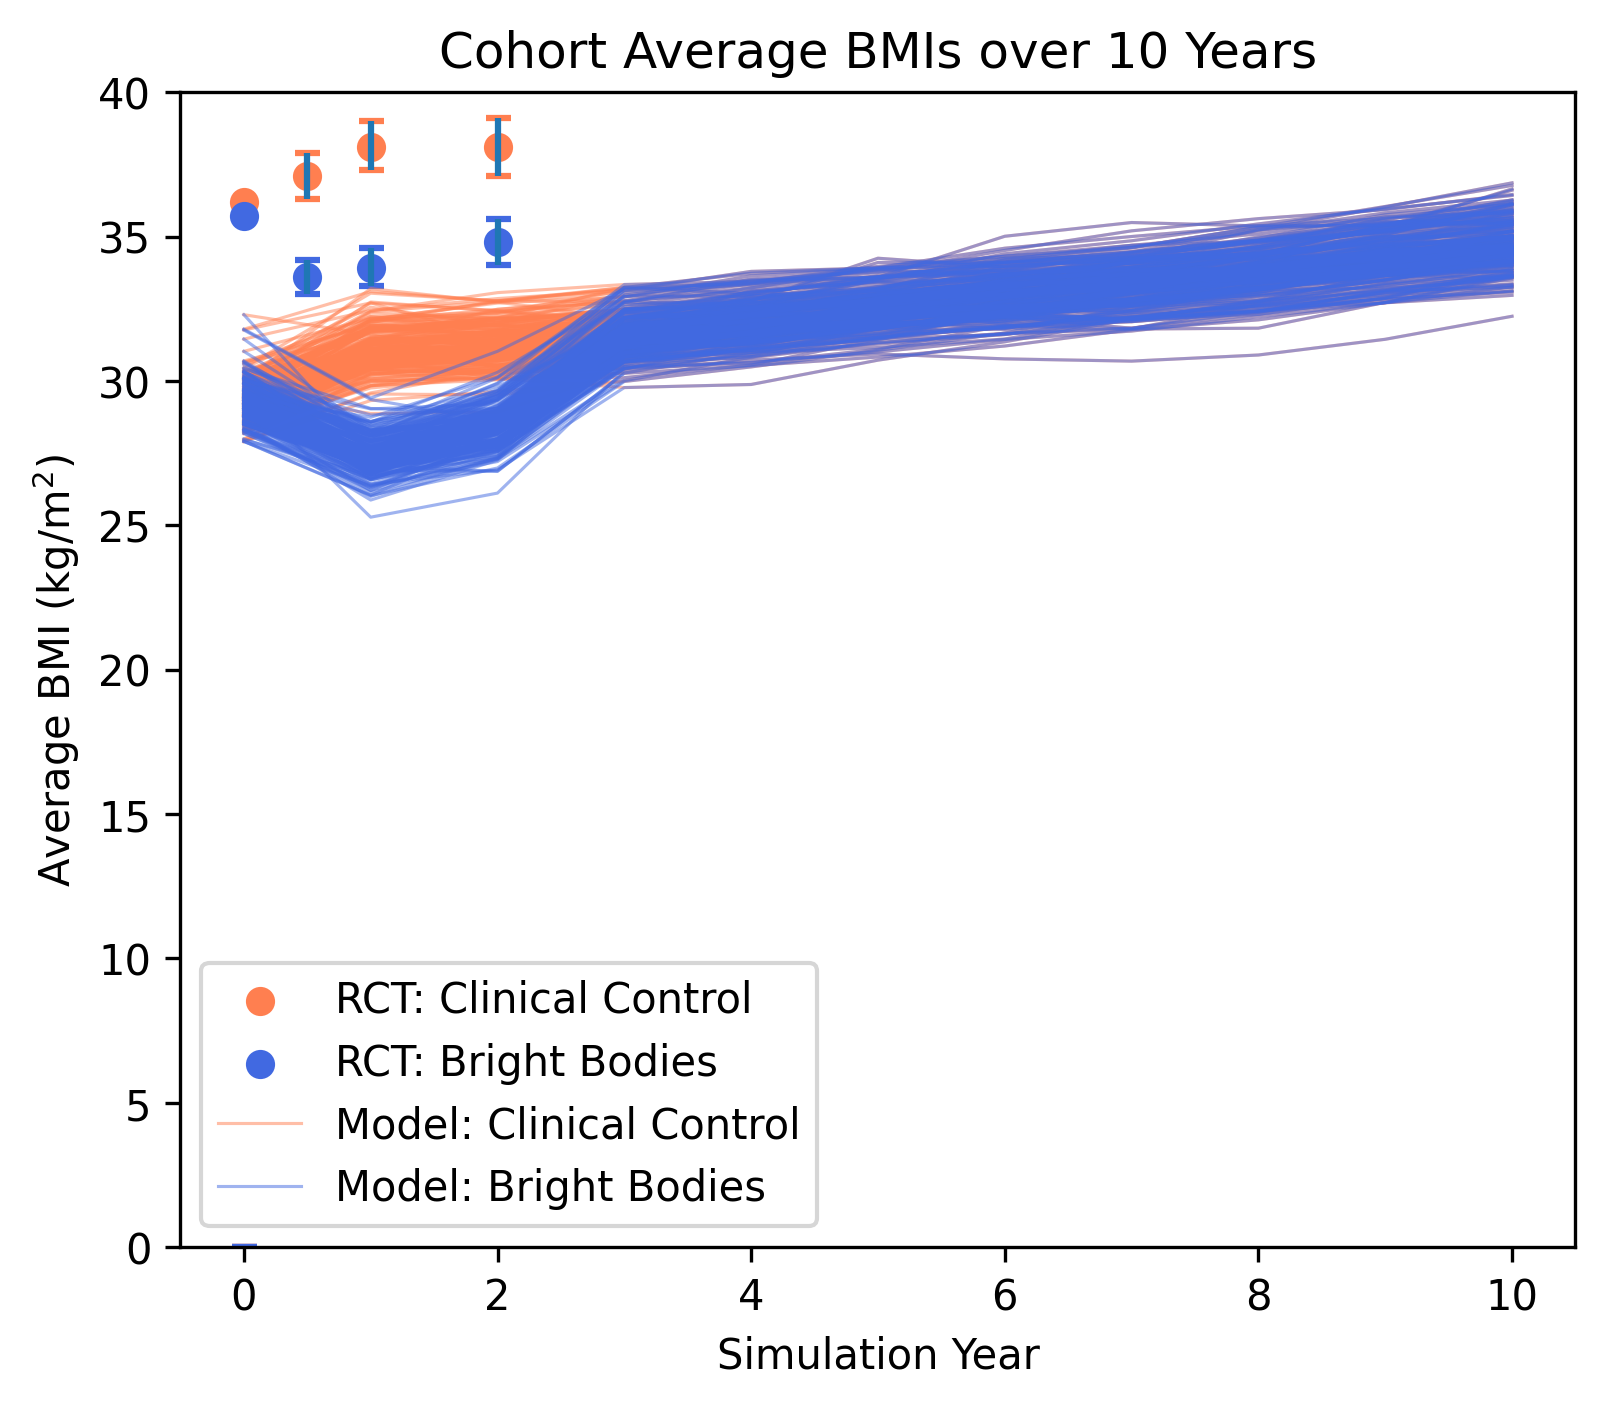 Cohort Average BMIs over 10 Years
Average BMI (kg/m²)
40
35
30
25
20
15
10
5
0
RCT: Clinical Control
RCT: Bright Bodies
Model: Clinical Control
Model: Bright Bodies
0 2 4 6 8 10
Simulation Year